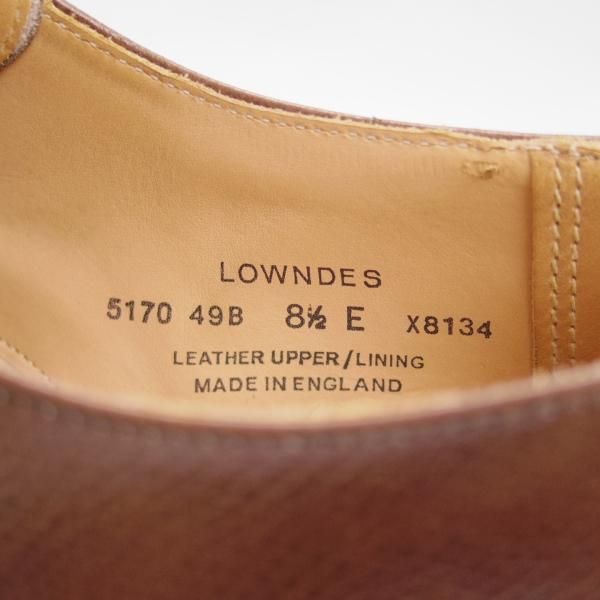 LOWNDES
5170 49B 8½ E X8134
LEATHER UPPER/LINING
MADE IN ENGLAND